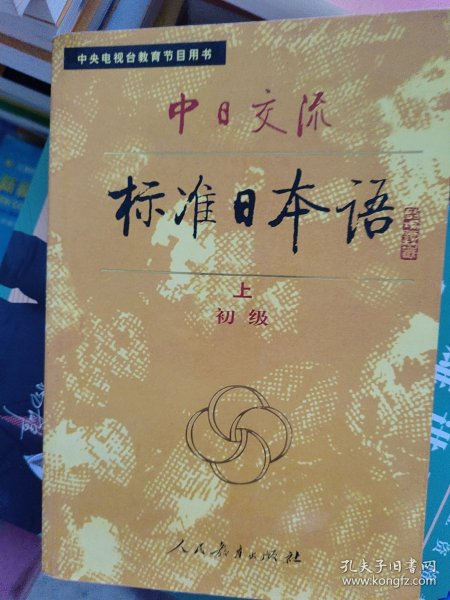 中央电视台教育节目用书
中日交流
标准日本语
上
初级
人民教育出版社
孔夫子旧书网
www.kongfz.com